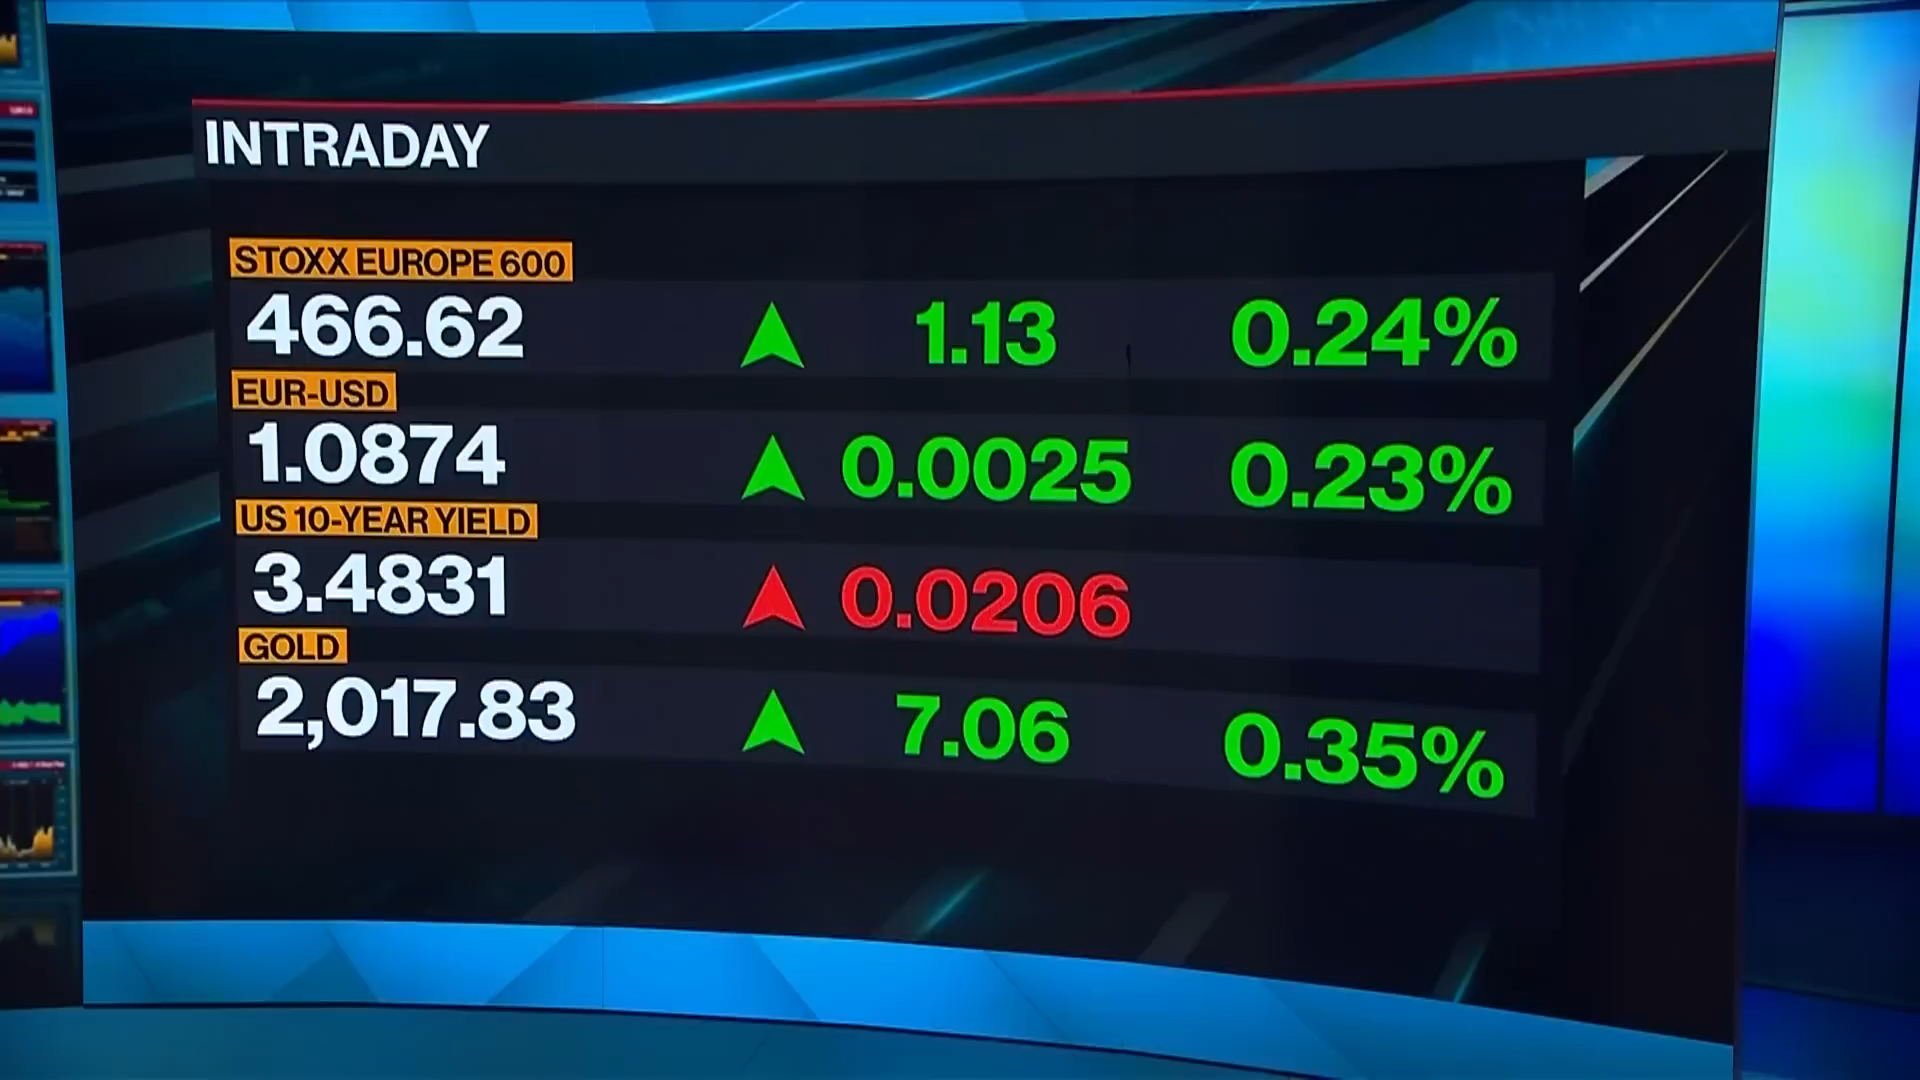 INTRADAY
STOXX EUROPE 600
466.62 ▲ 1.13 0.24%
EUR-USD
1.0874 ▲ 0.0025 0.23%
US 10-YEAR YIELD
3.4831 ▲ 0.0206
GOLD
2,017.83 ▲ 7.06 0.35%